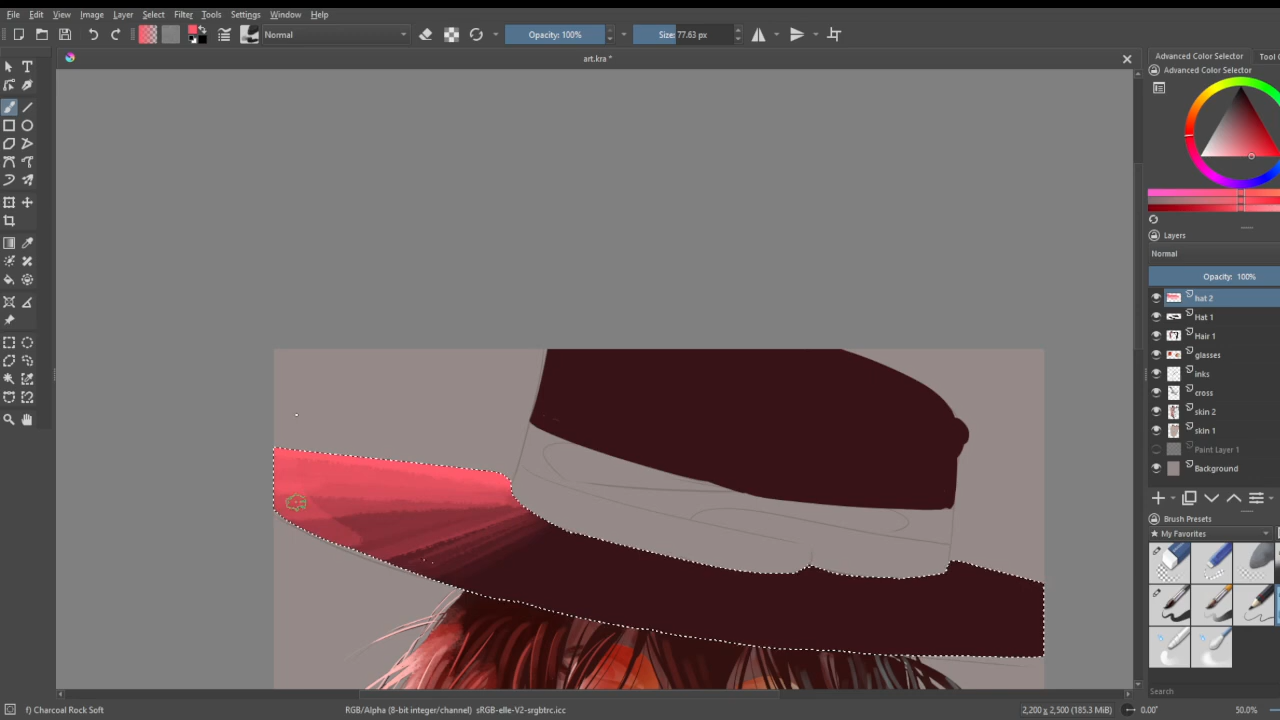 File Edit View Image Layer Select Filter Tools Settings Window Help
Normal
Opacity: 100%
Size: 77.63 px
art.kra *
Advanced Color Selector
Tool
Advanced Color Selector
Layers
Normal
Opacity: 100%
hat 2
Hat 1
Hair 1
glasses
inks
cross
skin 2
skin 1
Paint Layer 1
Background
Brush Presets
My Favorites
Search
f) Charcoal Rock Soft
RGB/Alpha (8-bit integer/channel) sRGB-elle-V2-srgbtrc.icc
2,200 x 2,500 (185.3 MiB)
0.00°
50.0%